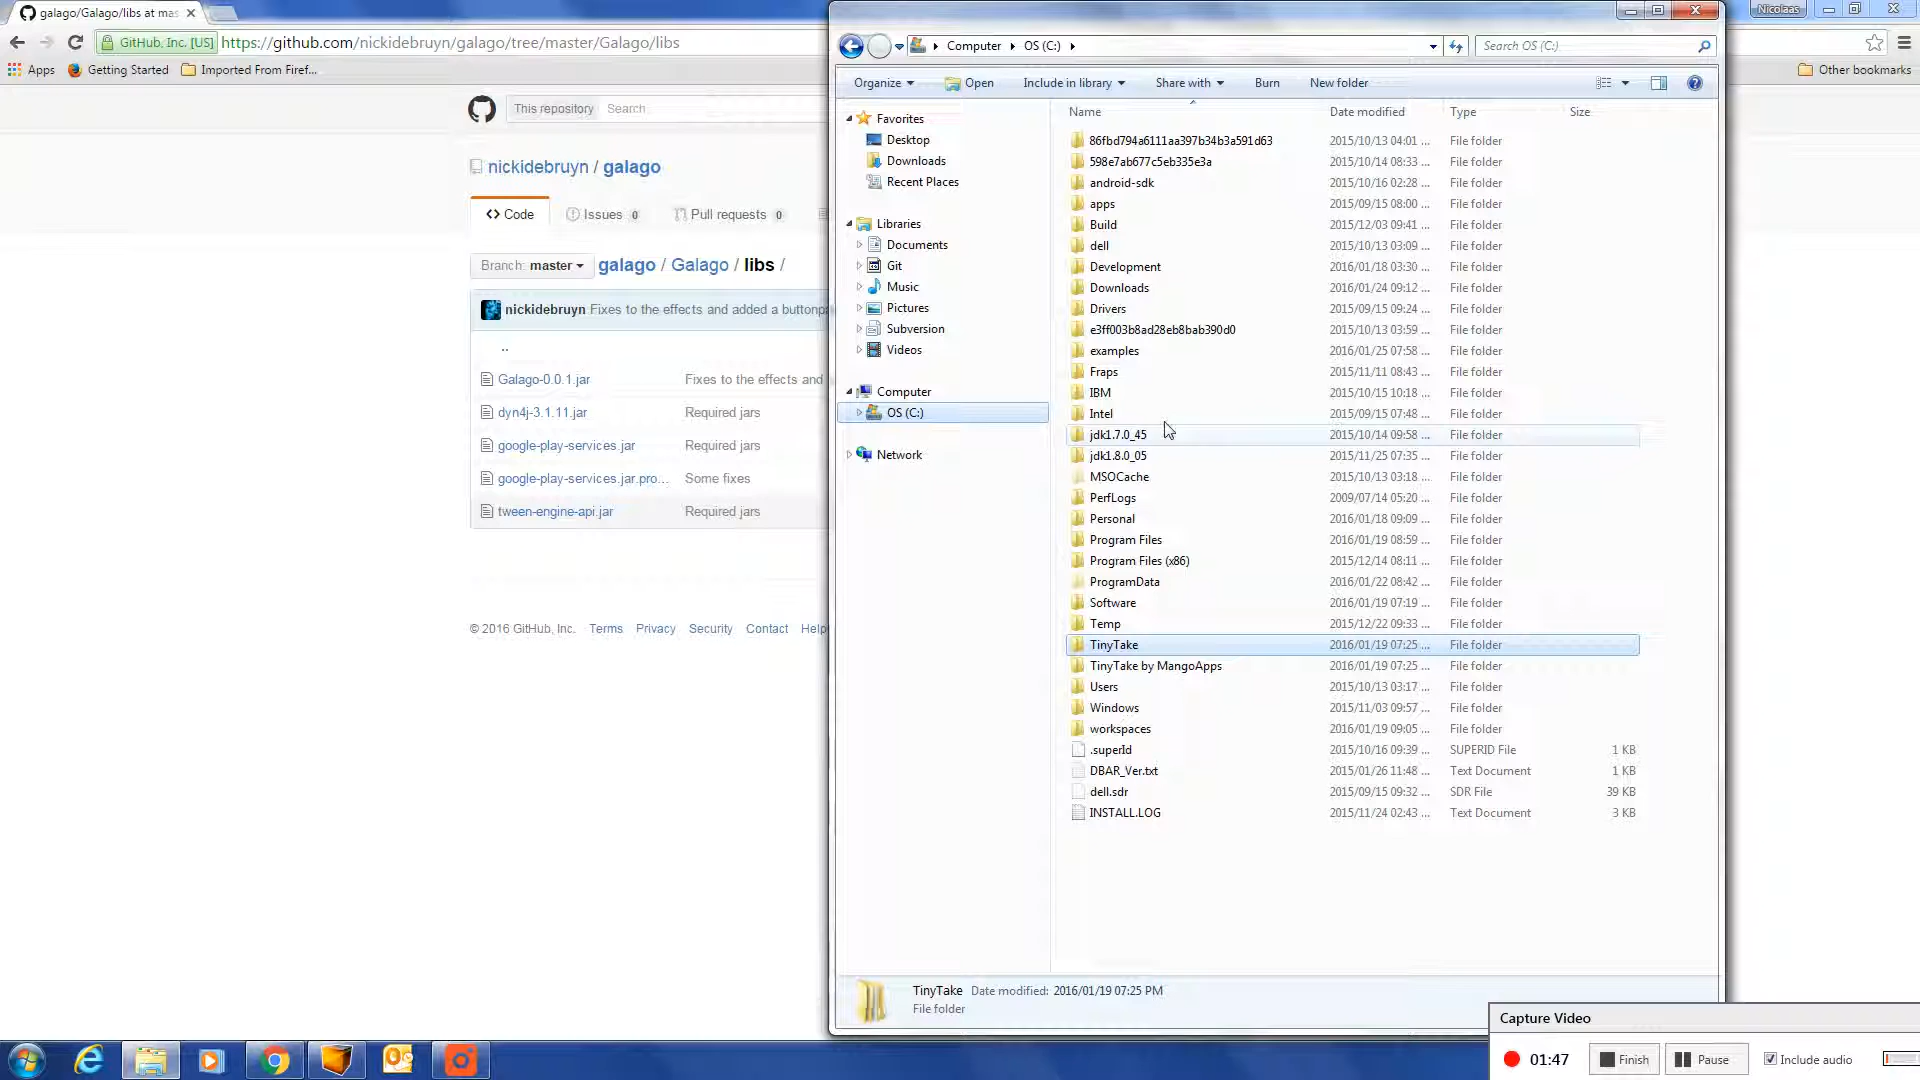 galago/Galago/libs at mas
Nicolaas
GitHub, Inc. [US] https://github.com/nickidebruyn/galago/tree/master/Galago/libs
Apps Getting Started Imported From Firef...
Other bookmarks
This repository Search
nickidebruyn / galago
Code Issues 0 Pull requests 0
Branch: master galago / Galago / libs /
nickidebruyn Fixes to the effects and added a buttonpa
..
Galago-0.0.1.jar Fixes to the effects and
dyn4j-3.1.11.jar Required jars
google-play-services.jar Required jars
google-play-services.jar.pro... Some fixes
tween-engine-api.jar Required jars
© 2016 GitHub, Inc. Terms Privacy Security Contact Help
Computer OS (C:)
Search OS (C:)
Organize Open Include in library Share with Burn New folder
Favorites
Desktop
Downloads
Recent Places
Libraries
Documents
Git
Music
Pictures
Subversion
Videos
Computer
OS (C:)
Network
Name Date modified Type Size
86fbd794a6111aa397b34b3a591d63 2015/10/13 04:01 ... File folder
598e7ab677c5eb335e3a 2015/10/14 08:33 ... File folder
android-sdk 2015/10/16 02:28 ... File folder
apps 2015/09/15 08:00 ... File folder
Build 2015/12/03 09:41 ... File folder
dell 2015/10/13 03:09 ... File folder
Development 2016/01/18 03:30 ... File folder
Downloads 2016/01/24 09:12 ... File folder
Drivers 2015/09/15 09:24 ... File folder
e3ff003b8ad28eb8bab390d0 2015/10/13 03:59 ... File folder
examples 2016/01/25 07:58 ... File folder
Fraps 2015/11/11 08:43 ... File folder
IBM 2015/10/15 10:18 ... File folder
Intel 2015/09/15 07:48 ... File folder
jdk1.7.0_45 2015/10/14 09:58 ... File folder
jdk1.8.0_05 2015/11/25 07:35 ... File folder
MSOCache 2015/10/13 03:18 ... File folder
PerfLogs 2009/07/14 05:20 ... File folder
Personal 2016/01/18 09:09 ... File folder
Program Files 2016/01/19 08:59 ... File folder
Program Files (x86) 2015/12/14 08:11 ... File folder
ProgramData 2016/01/22 08:42 ... File folder
Software 2016/01/19 07:19 ... File folder
Temp 2015/12/22 09:33 ... File folder
TinyTake 2016/01/19 07:25 ... File folder
TinyTake by MangoApps 2016/01/19 07:25 ... File folder
Users 2015/10/13 03:17 ... File folder
Windows 2015/11/03 09:57 ... File folder
workspaces 2016/01/19 09:05 ... File folder
.superId 2015/10/16 09:39 ... SUPERID File 1 KB
DBAR_Ver.txt 2015/01/26 11:48 ... Text Document 1 KB
dell.sdr 2015/09/15 09:32 ... SDR File 39 KB
INSTALL.LOG 2015/11/24 02:43 ... Text Document 3 KB
TinyTake Date modified: 2016/01/19 07:25 PM
File folder
Capture Video
01:47 Finish Pause Include audio